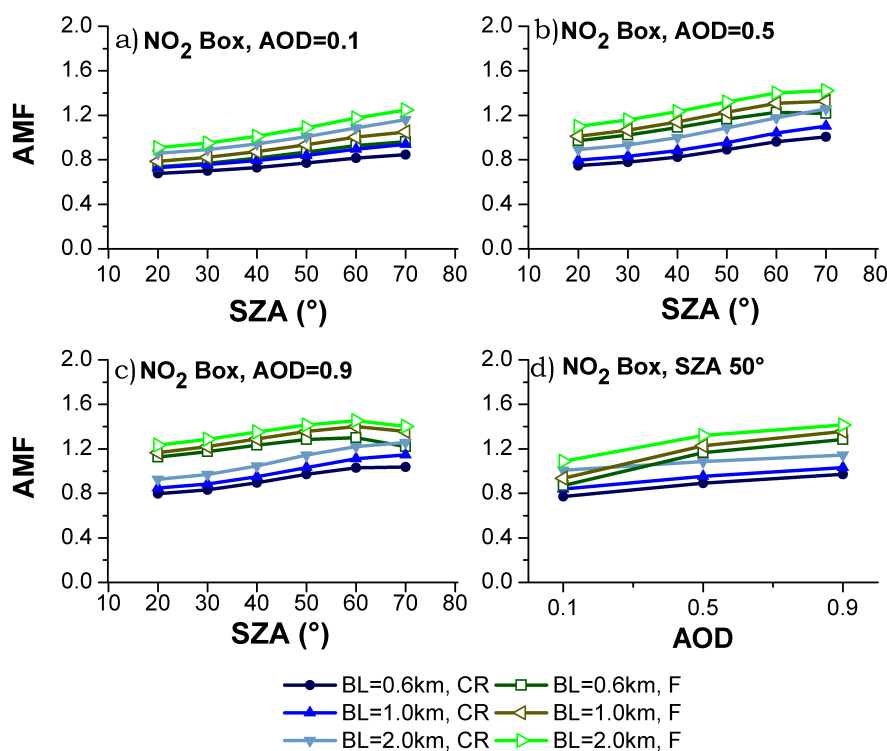 a) NO2 Box, AOD=0.1
2.0
1.6
1.2
0.8
0.4
0.0
AMF
10 20 30 40 50 60 70 80
SZA (°)
b) NO2 Box, AOD=0.5
2.0
1.6
1.2
0.8
0.4
0.0
10 20 30 40 50 60 70 80
SZA (°)
c) NO2 Box, AOD=0.9
2.0
1.6
1.2
0.8
0.4
0.0
AMF
10 20 30 40 50 60 70 80
SZA (°)
d) NO2 Box, SZA 50°
2.0
1.6
1.2
0.8
0.4
0.0
0.1 0.5 0.9
AOD
BL=0.6km, CR BL=0.6km, F
BL=1.0km, CR BL=1.0km, F
BL=2.0km, CR BL=2.0km, F